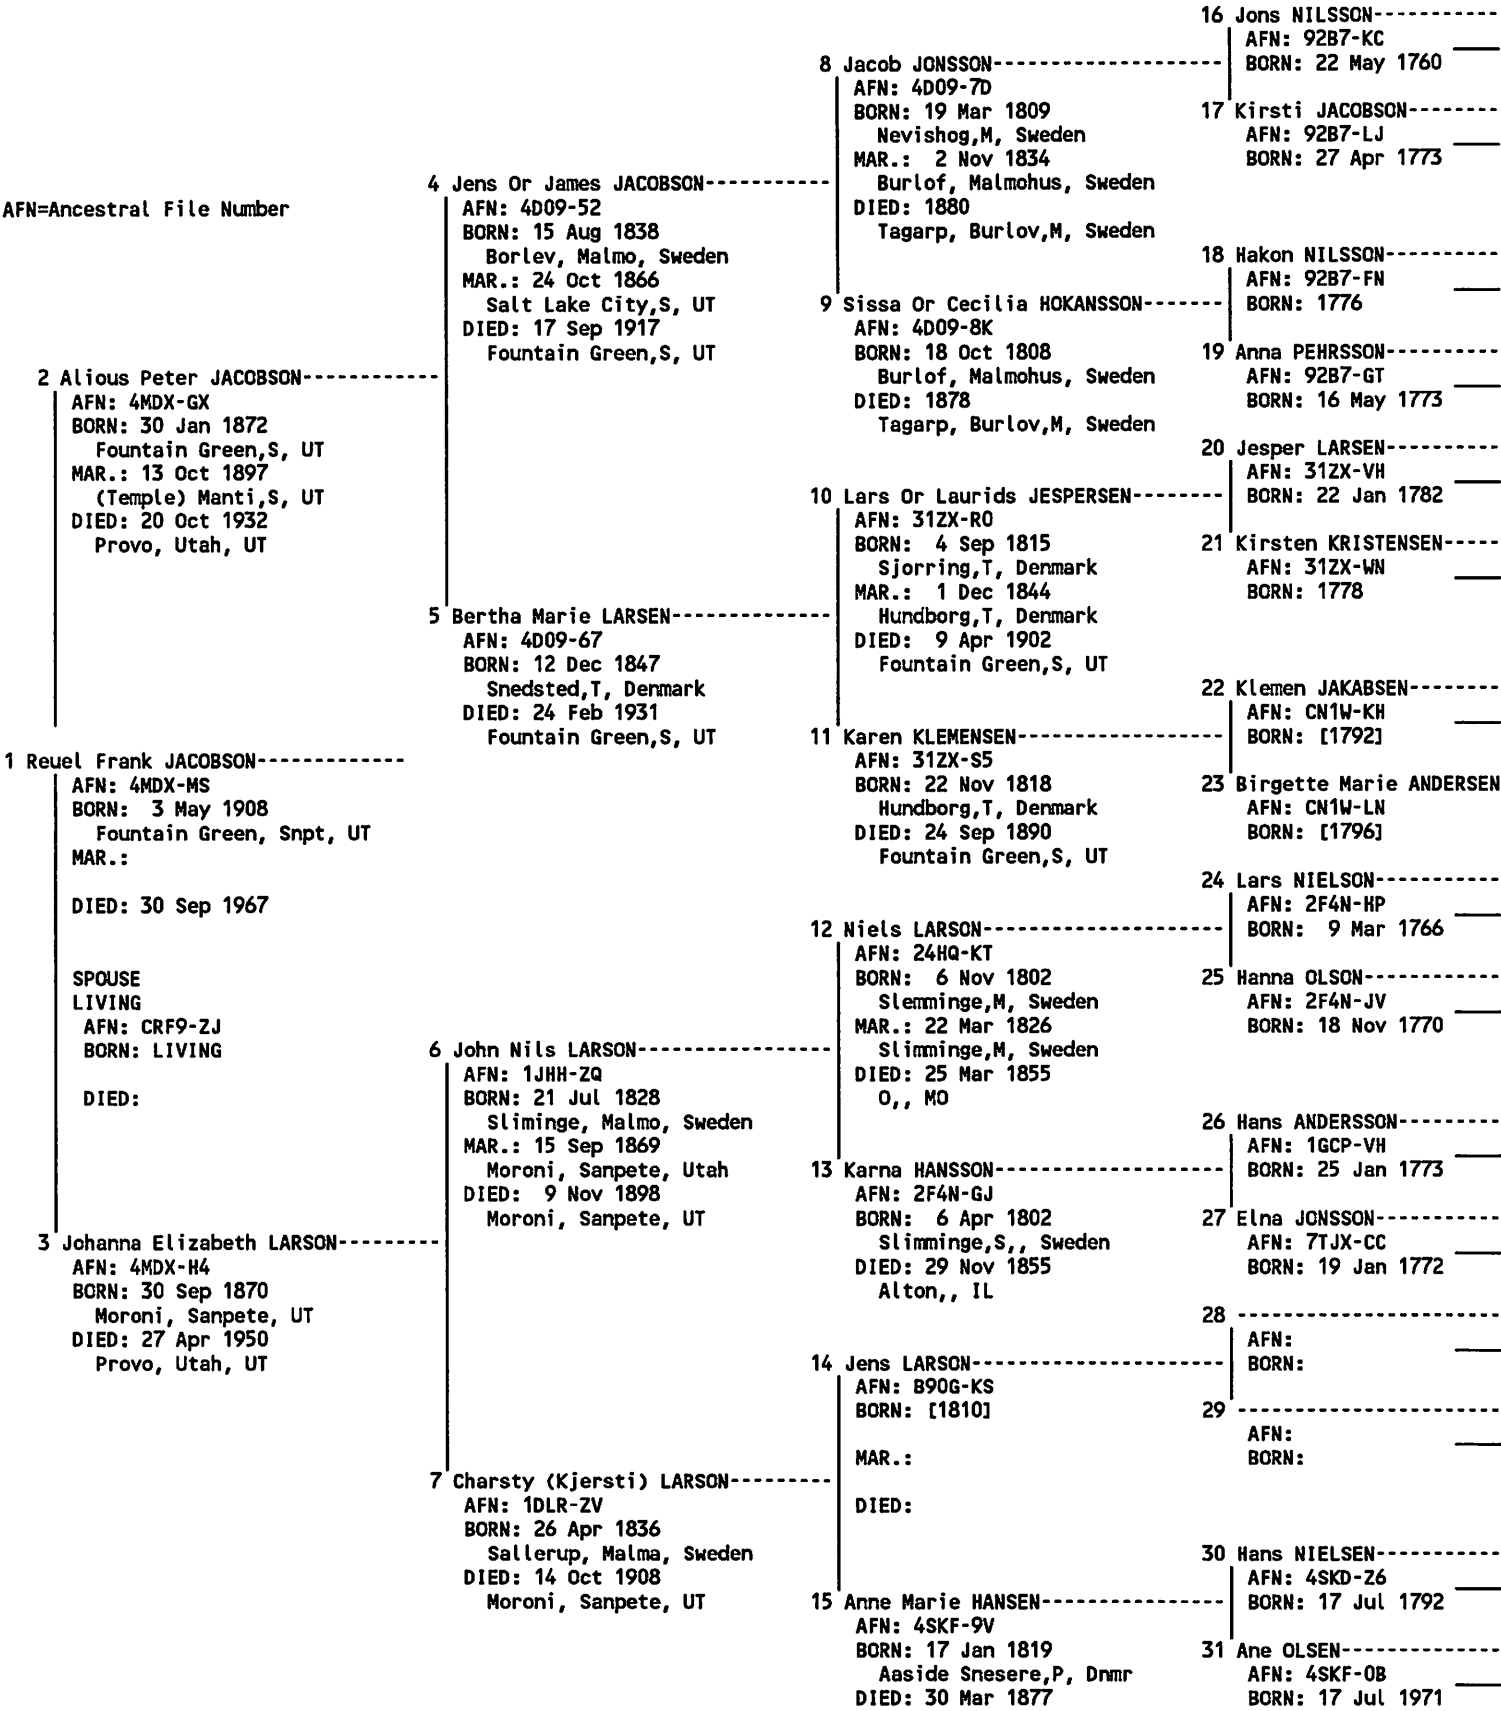 AFN=Ancestral File Number
1 Reuel Frank JACOBSON-------------
AFN: 4MDX-MS
BORN: 3 May 1908
Fountain Green, Snpt, UT
MAR.:
DIED: 30 Sep 1967
SPOUSE
LIVING
AFN: CRF9-ZJ
BORN: LIVING
DIED:
2 Alious Peter JACOBSON------------
AFN: 4MDX-GX
BORN: 30 Jan 1872
Fountain Green,S, UT
MAR.: 13 Oct 1897
(Temple) Manti,S, UT
DIED: 20 Oct 1932
Provo, Utah, UT
3 Johanna Elizabeth LARSON---------
AFN: 4MDX-H4
BORN: 30 Sep 1870
Moroni, Sanpete, UT
DIED: 27 Apr 1950
Provo, Utah, UT
4 Jens Or James JACOBSON-----------
AFN: 4D09-52
BORN: 15 Aug 1838
Borlev, Malmo, Sweden
MAR.: 24 Oct 1866
Salt Lake City,S, UT
DIED: 17 Sep 1917
Fountain Green,S, UT
5 Bertha Marie LARSEN--------------
AFN: 4D09-67
BORN: 12 Dec 1847
Snedsted,T, Denmark
DIED: 24 Feb 1931
Fountain Green,S, UT
6 John Nils LARSON-----------------
AFN: 1JHH-ZQ
BORN: 21 Jul 1828
Sliminge, Malmo, Sweden
MAR.: 15 Sep 1869
Moroni, Sanpete, Utah
DIED: 9 Nov 1898
Moroni, Sanpete, UT
7 Charsty (Kjersti) LARSON---------
AFN: 1DLR-ZV
BORN: 26 Apr 1836
Sallerup, Malma, Sweden
DIED: 14 Oct 1908
Moroni, Sanpete, UT
8 Jacob JONSSON--------------------
AFN: 4D09-7D
BORN: 19 Mar 1809
Nevishog,M, Sweden
MAR.: 2 Nov 1834
Burlof, Malmohus, Sweden
DIED: 1880
Tagarp, Burlov,M, Sweden
9 Sissa Or Cecilia HOKANSSON-------
AFN: 4D09-8K
BORN: 18 Oct 1808
Burlof, Malmohus, Sweden
DIED: 1878
Tagarp, Burlov,M, Sweden
10 Lars Or Laurids JESPERSEN--------
AFN: 31ZX-R0
BORN: 4 Sep 1815
Sjorring,T, Denmark
MAR.: 1 Dec 1844
Hundborg,T, Denmark
DIED: 9 Apr 1902
Fountain Green,S, UT
11 Karen KLEMENSEN------------------
AFN: 31ZX-S5
BORN: 22 Nov 1818
Hundborg,T, Denmark
DIED: 24 Sep 1890
Fountain Green,S, UT
12 Niels LARSON---------------------
AFN: 24HQ-KT
BORN: 6 Nov 1802
Slemminge,M, Sweden
MAR.: 22 Mar 1826
Slimminge,M, Sweden
DIED: 25 Mar 1855
O,, MO
13 Karna HANSSON--------------------
AFN: 2F4N-GJ
BORN: 6 Apr 1802
Slimminge,S,, Sweden
DIED: 29 Nov 1855
Alton,, IL
14 Jens LARSON----------------------
AFN: B90G-KS
BORN: [1810]
MAR.:
DIED:
15 Anne Marie HANSEN----------------
AFN: 4SKF-9V
BORN: 17 Jan 1819
Aaside Snesere,P, Dnmr
DIED: 30 Mar 1877
16 Jons NILSSON-----------
AFN: 92B7-KC
BORN: 22 May 1760
17 Kirsti JACOBSON--------
AFN: 92B7-LJ
BORN: 27 Apr 1773
18 Hakon NILSSON----------
AFN: 92B7-FN
BORN: 1776
19 Anna PEHRSSON----------
AFN: 92B7-GT
BORN: 16 May 1773
20 Jesper LARSEN----------
AFN: 31ZX-VH
BORN: 22 Jan 1782
21 Kirsten KRISTENSEN-----
AFN: 31ZX-WN
BORN: 1778
22 Klemen JAKABSEN--------
AFN: CN1W-KH
BORN: [1792]
23 Birgette Marie ANDERSEN
AFN: CN1W-LN
BORN: [1796]
24 Lars NIELSON-----------
AFN: 2F4N-HP
BORN: 9 Mar 1766
25 Hanna OLSON------------
AFN: 2F4N-JV
BORN: 18 Nov 1770
26 Hans ANDERSSON---------
AFN: 1GCP-VH
BORN: 25 Jan 1773
27 Elna JONSSON-----------
AFN: 7TJX-CC
BORN: 19 Jan 1772
28 -----------------------
AFN:
BORN:
29 -----------------------
AFN:
BORN:
30 Hans NIELSEN-----------
AFN: 4SKD-Z6
BORN: 17 Jul 1792
31 Ane OLSEN--------------
AFN: 4SKF-0B
BORN: 17 Jul 1971